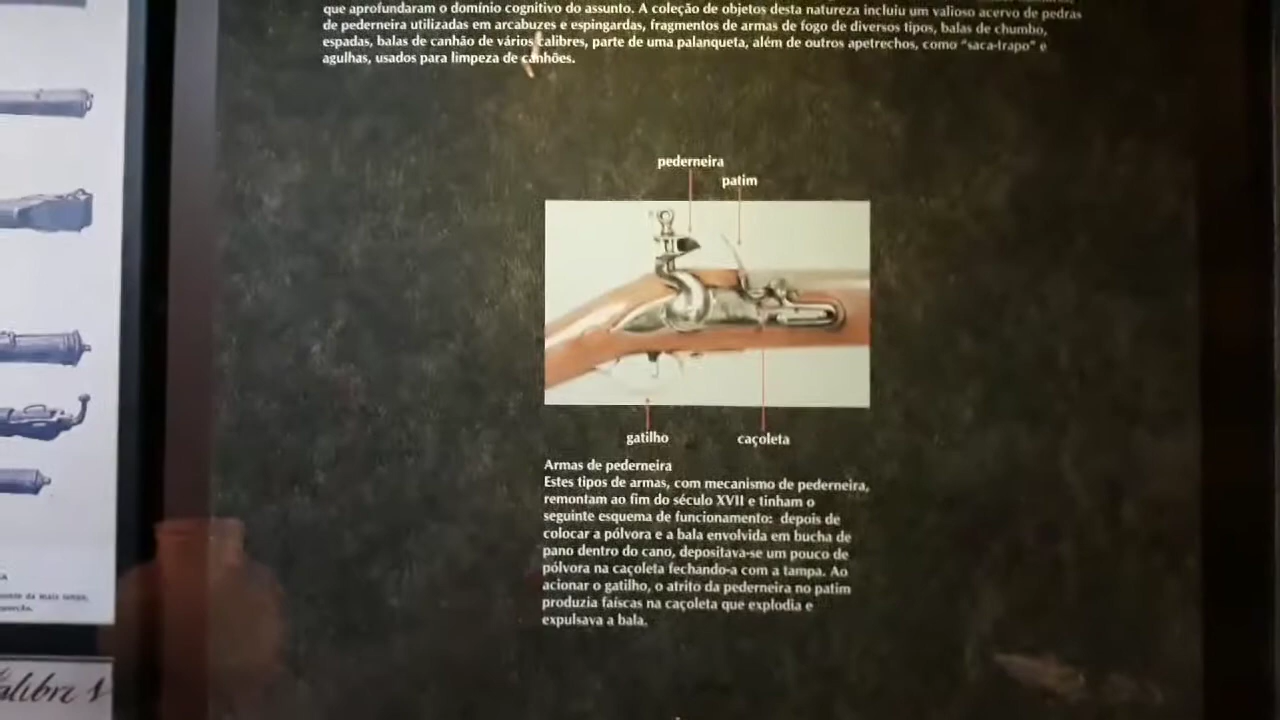 que aprofundaram o domínio cognitivo do assunto. A coleção de objetos desta natureza incluiu um valioso acervo de pedras
de pederneira utilizadas em arcabuzes e espingardas, fragmentos de armas de fogo de diversos tipos, balas de chumbo,
espadas, balas de canhão de vários calibres, parte de uma palanqueta, além de outros apetrechos, como "saca-trapo" e
agulhas, usados para limpeza de canhões.
pederneira
patim
gatilho
caçoleta
Armas de pederneira
Estes tipos de armas, com mecanismo de pederneira,
remontam ao fim do século XVII e tinham o
seguinte esquema de funcionamento: depois de
colocar a pólvora e a bala envolvida em bucha de
pano dentro do cano, depositava-se um pouco de
pólvora na caçoleta fechando-a com a tampa. Ao
acionar o gatilho, o atrito da pederneira no patim
produzia faíscas na caçoleta que explodia e
expulsava a bala.
da mais tempo,